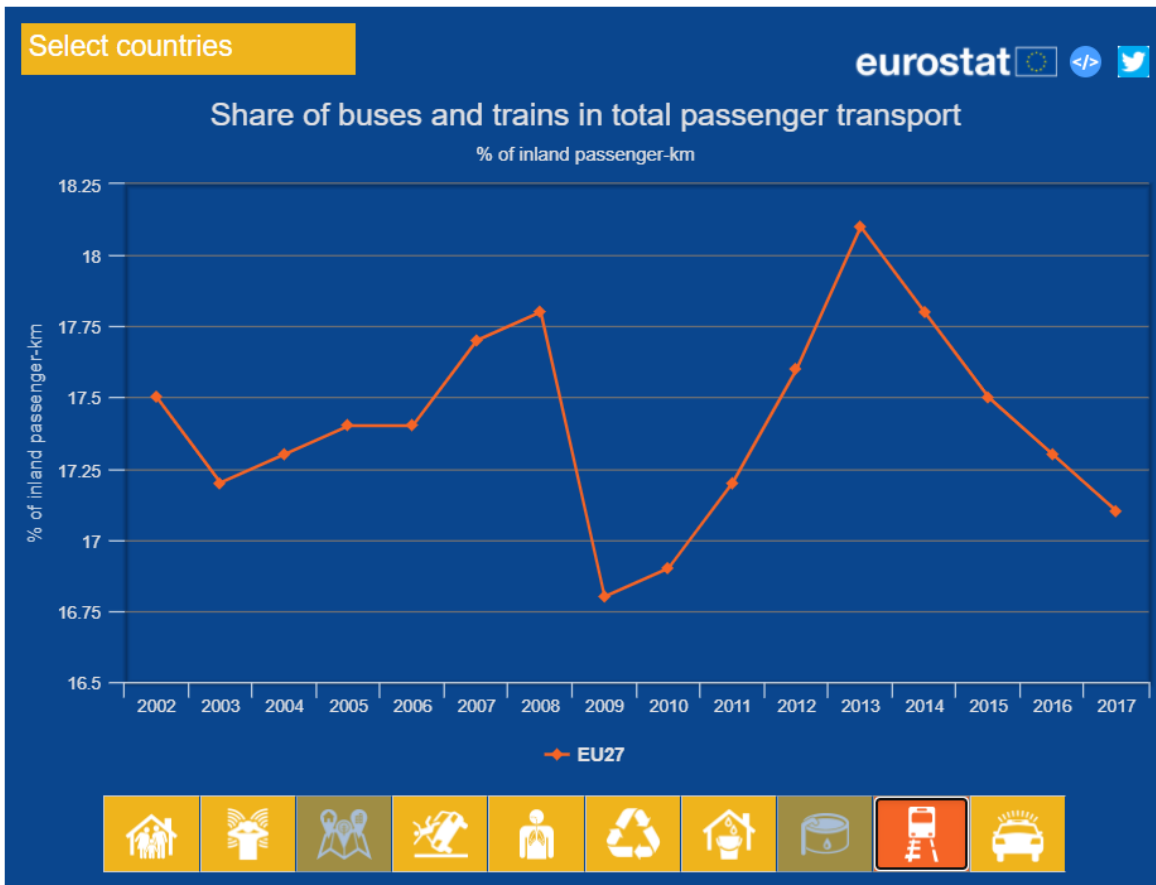 Select countries
eurostat
</>
Share of buses and trains in total passenger transport
% of inland passenger-km
% of inland passenger-km
18.25
18
17.75
17.5
17.25
17
16.75
16.5
2002 2003 2004 2005 2006 2007 2008 2009 2010 2011 2012 2013 2014 2015 2016 2017
EU27